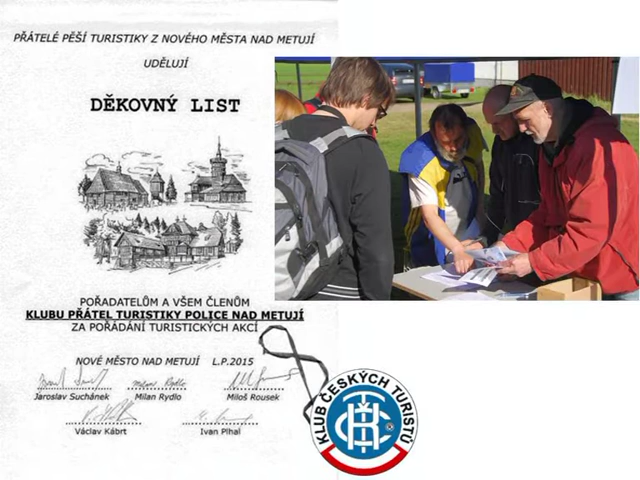 PŘÁTELÉ PĚŠÍ TURISTIKY Z NOVÉHO MĚSTA NAD METUJÍ
UDĚLUJÍ
DĚKOVNÝ LIST
POŘADATELŮM A VŠEM ČLENŮM
KLUBU PŘÁTEL TURISTIKY POLICE NAD METUJÍ
ZA POŘÁDÁNÍ TURISTICKÝCH AKCÍ
NOVÉ MĚSTO NAD METUJÍ L.P.2015
Jaroslav Suchánek Milan Rydlo Miloš Rousek
Václav Kábrt Ivan Plhal
KLUB ČESKÝCH TURISTŮ
KČT